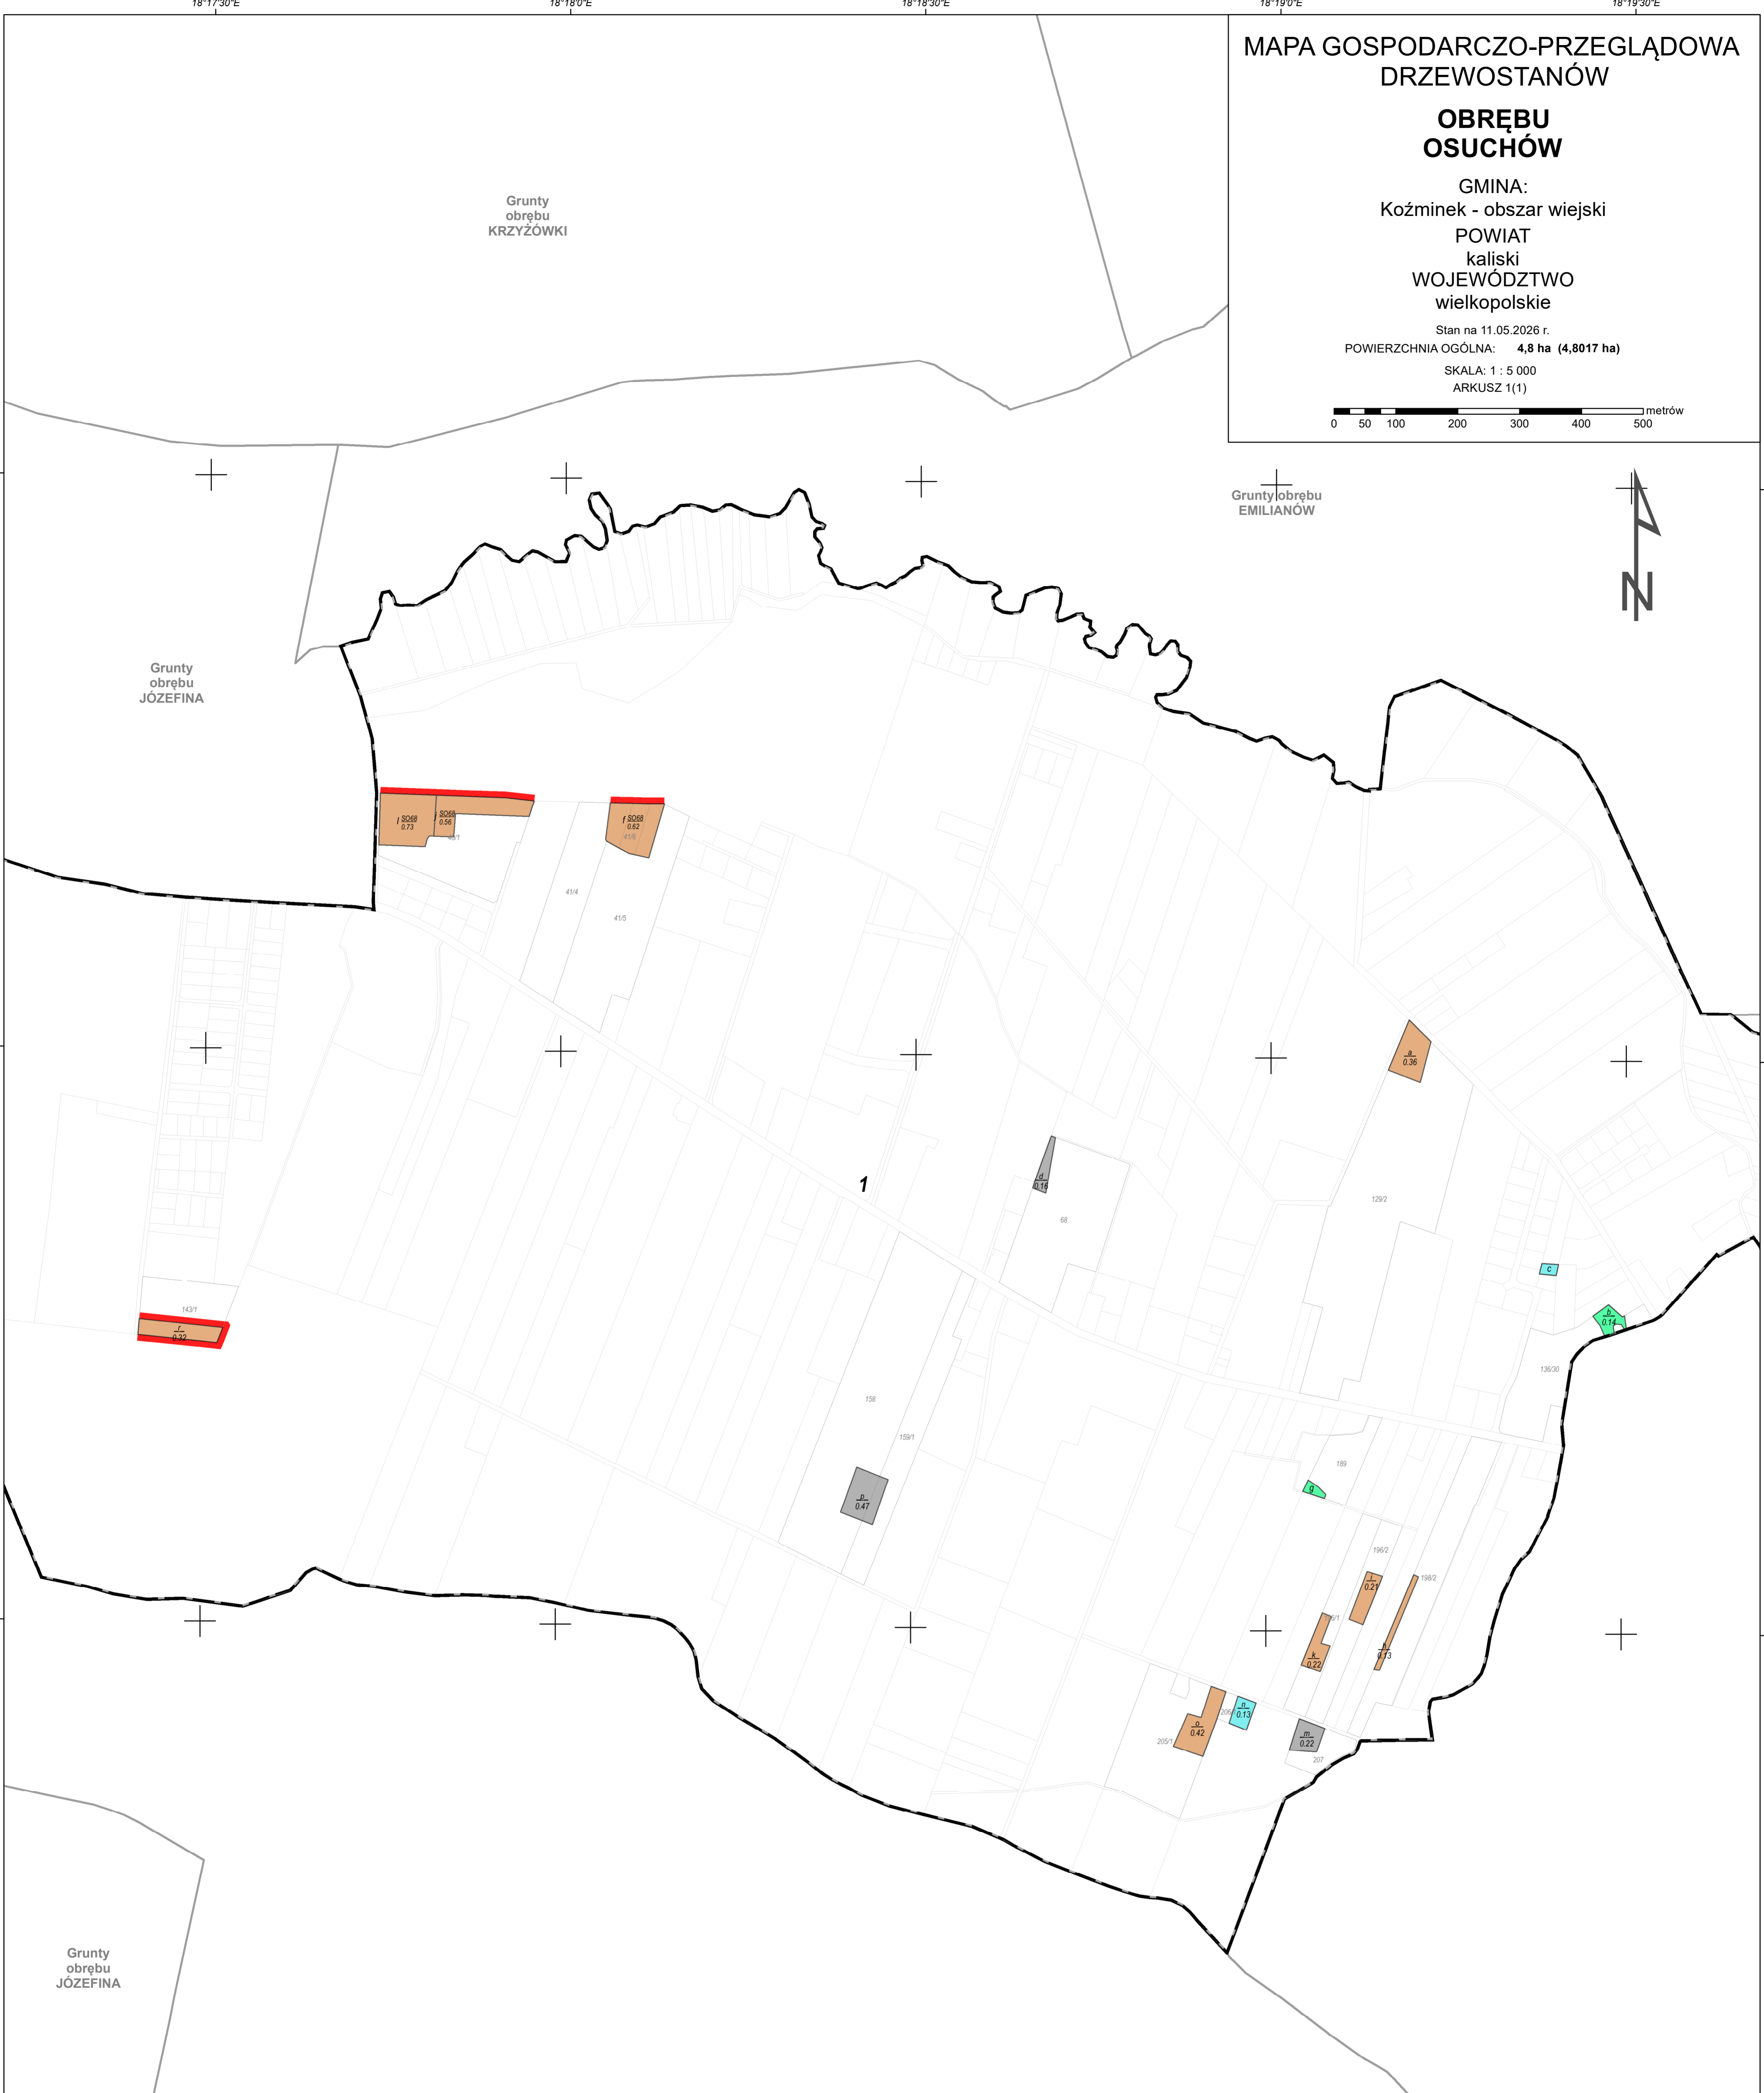 18°17'30"E
18°18'0"E
18°18'30"E
18°19'0"E
18°19'30"E
MAPA GOSPODARCZO-PRZEGLĄDOWA
DRZEWOSTANÓW
OBRĘBU
OSUCHÓW
GMINA:
Koźminek - obszar wiejski
POWIAT
kaliski
WOJEWÓDZTWO
wielkopolskie
Stan na 11.05.2026 r.
POWIERZCHNIA OGÓLNA: 4,8 ha (4,8017 ha)
SKALA: 1 : 5 000
ARKUSZ 1(1)
metrów
0 50 100 200 300 400 500
Grunty
obrębu
KRZYŻÓWKI
Grunty obrębu
EMILIANÓW
N
Grunty
obrębu
JÓZEFINA
l SO68
0.73
j SO68
0.56
f SO68
0.62
41/6
41/4
41/5
a
0.36
1
d
0.16
68
129/2
c
b
0.14
143/1
r
0.32
136/30
158
159/1
189
g
p
0.47
196/2
i
0.21
198/2
h
0.13
k
0.22
n
0.13
o
0.42
205/1
m
0.22
207
Grunty
obrębu
JÓZEFINA